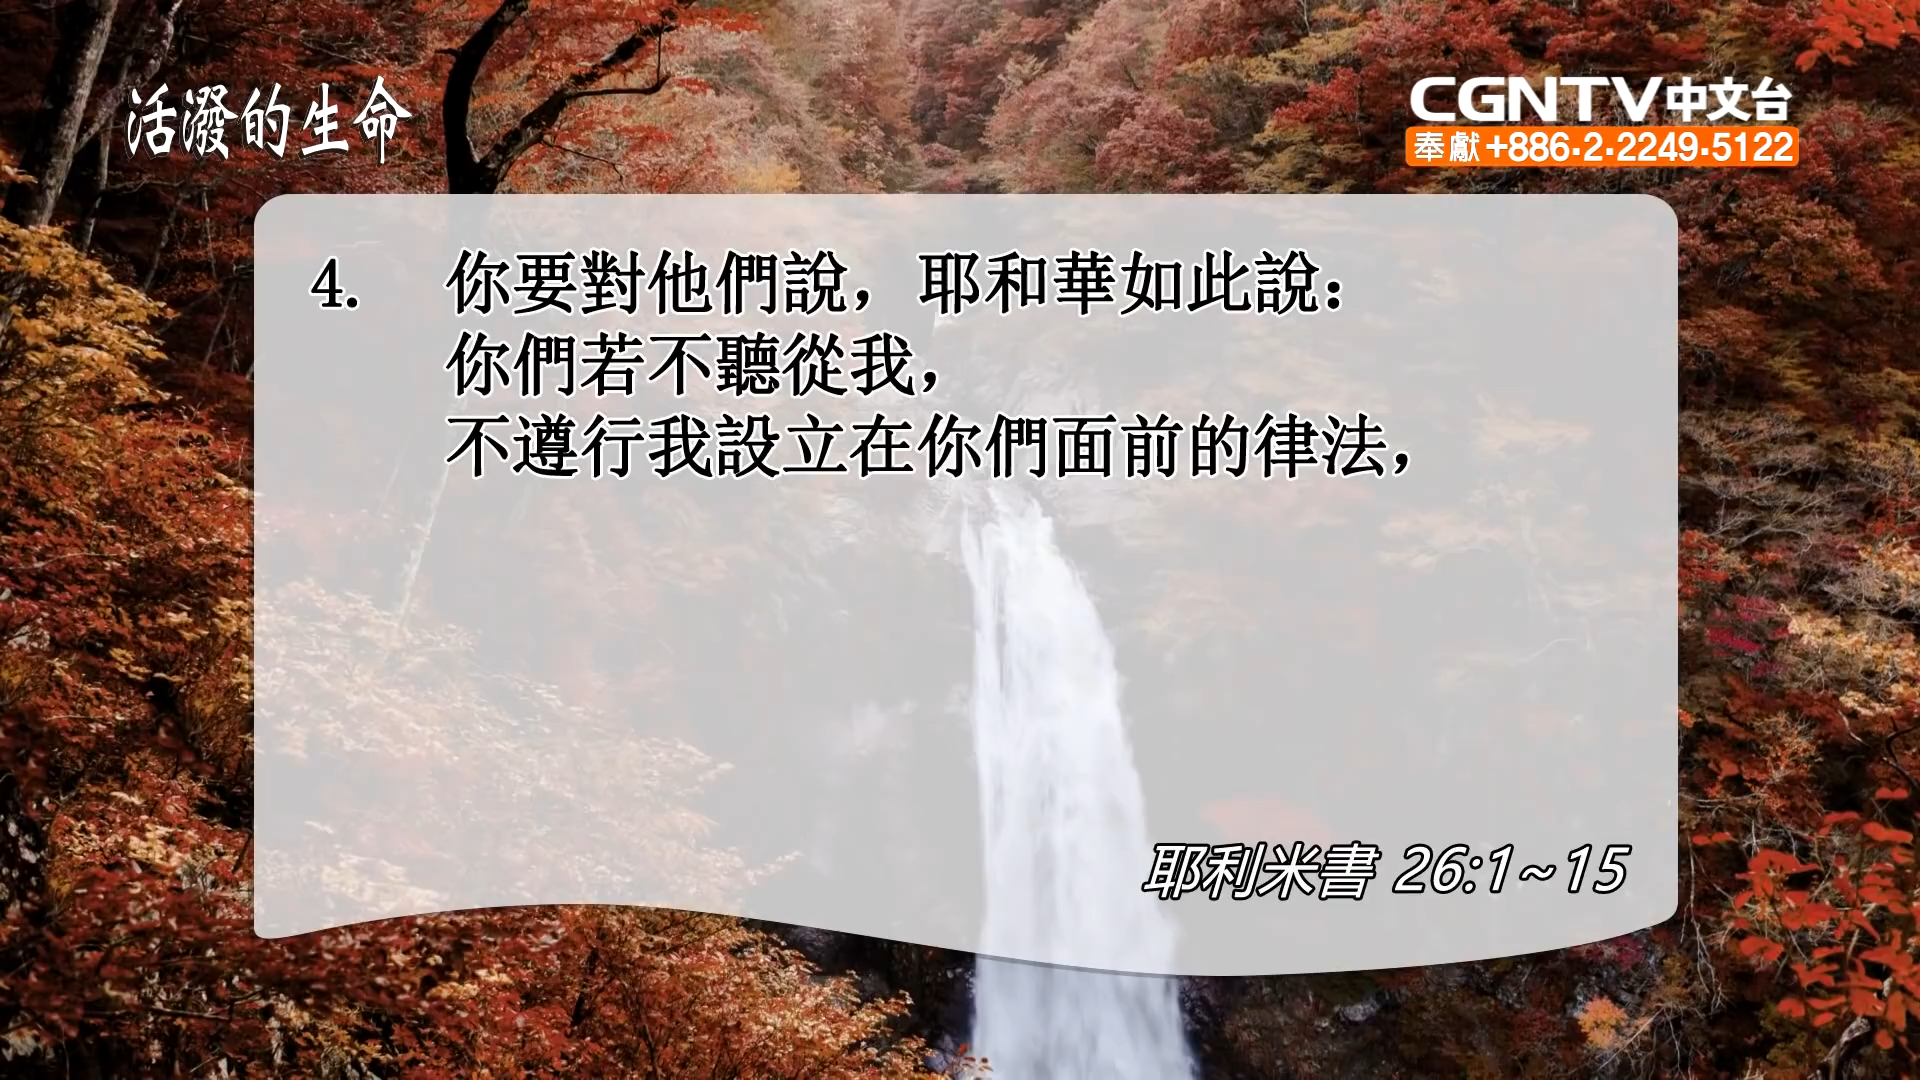 活潑的生命
CGNTV中文台
奉獻+886·2·2249·5122
4. 你要對他們說，耶和華如此說：
你們若不聽從我，
不遵行我設立在你們面前的律法，
耶利米書 26:1~15